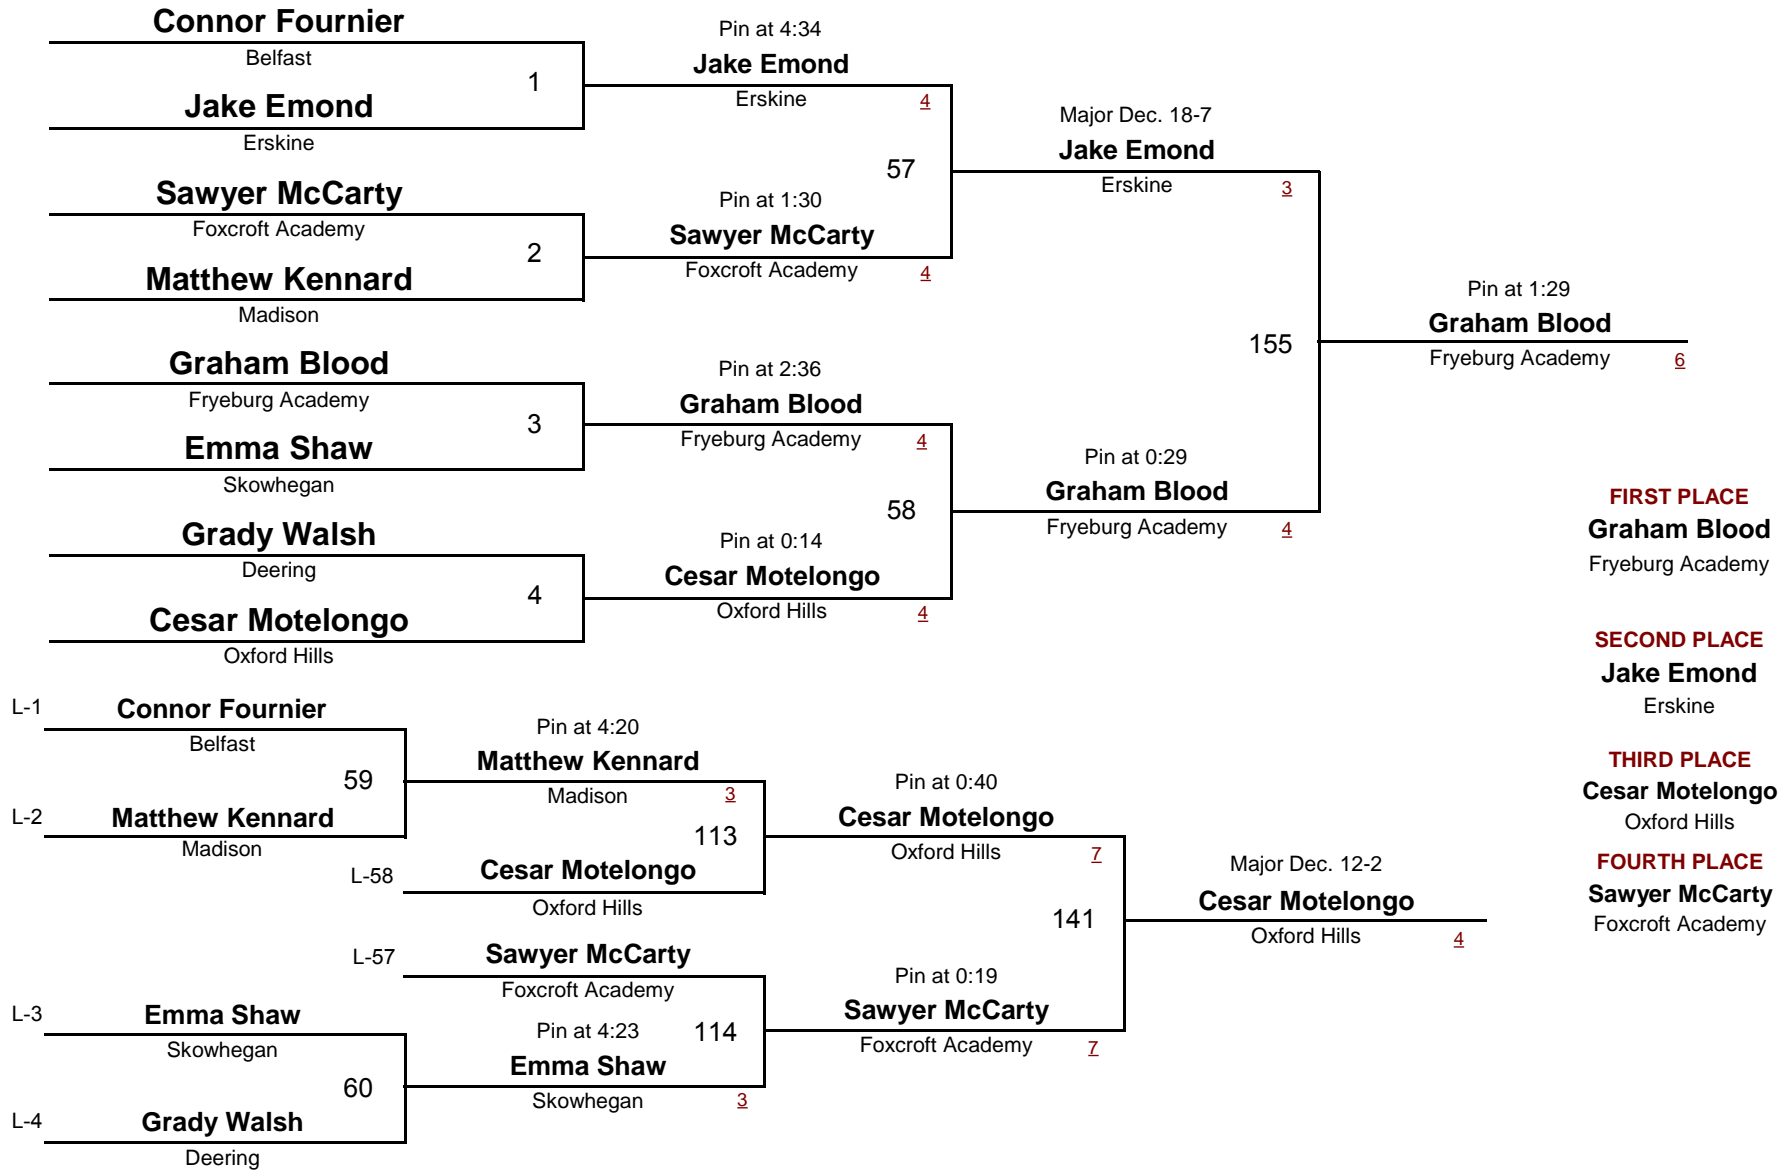 Connor Fournier
Belfast
1
Jake Emond
Erskine
Sawyer McCarty
Foxcroft Academy
2
Matthew Kennard
Madison
Graham Blood
Fryeburg Academy
3
Emma Shaw
Skowhegan
Grady Walsh
Deering
4
Cesar Motelongo
Oxford Hills
Pin at 4:34
Jake Emond
Erskine 4
57
Pin at 1:30
Sawyer McCarty
Foxcroft Academy 4
Pin at 2:36
Graham Blood
Fryeburg Academy 4
58
Pin at 0:14
Cesar Motelongo
Oxford Hills 4
Major Dec. 18-7
Jake Emond
Erskine 3
155
Pin at 0:29
Graham Blood
Fryeburg Academy 4
Pin at 1:29
Graham Blood
Fryeburg Academy 6
FIRST PLACE
Graham Blood
Fryeburg Academy
SECOND PLACE
Jake Emond
Erskine
THIRD PLACE
Cesar Motelongo
Oxford Hills
FOURTH PLACE
Sawyer McCarty
Foxcroft Academy
L-1 Connor Fournier
Belfast
59
L-2 Matthew Kennard
Madison
L-3 Emma Shaw
Skowhegan
60
L-4 Grady Walsh
Deering
Pin at 4:20
Matthew Kennard
Madison 3
113
L-58 Cesar Motelongo
Oxford Hills
L-57 Sawyer McCarty
Foxcroft Academy
Pin at 4:23 114
Emma Shaw
Skowhegan 3
Pin at 0:40
Cesar Motelongo
Oxford Hills 7
141
Pin at 0:19
Sawyer McCarty
Foxcroft Academy 7
Major Dec. 12-2
Cesar Motelongo
Oxford Hills 4